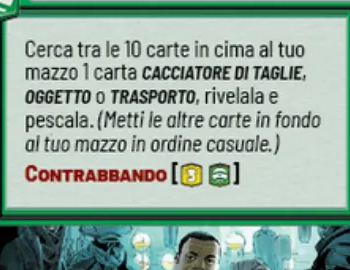 Cerca tra le 10 carte in cima al tuo
mazzo 1 carta CACCIATORE DI TAGLIE,
OGGETTO o TRASPORTO, rivelala e
pescala. (Metti le altre carte in fondo
al tuo mazzo in ordine casuale.)
CONTRABBANDO [3]